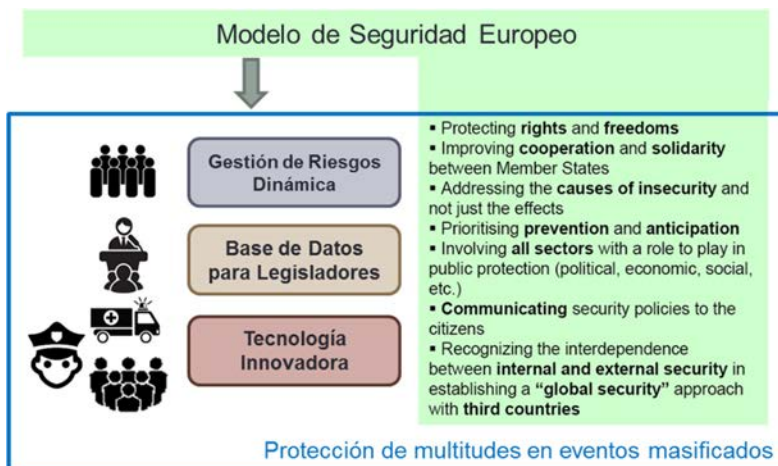 Modelo de Seguridad Europeo
Gestión de Riesgos
Dinámica
Base de Datos
para Legisladores
Tecnología
Innovadora
▪ Protecting rights and freedoms
▪ Improving cooperation and solidarity
between Member States
▪ Addressing the causes of insecurity and
not just the effects
▪ Prioritising prevention and anticipation
▪ Involving all sectors with a role to play in
public protection (political, economic, social,
etc.)
▪ Communicating security policies to the
citizens
▪ Recognizing the interdependence
between internal and external security in
establishing a “global security” approach
with third countries
Protección de multitudes en eventos masificados